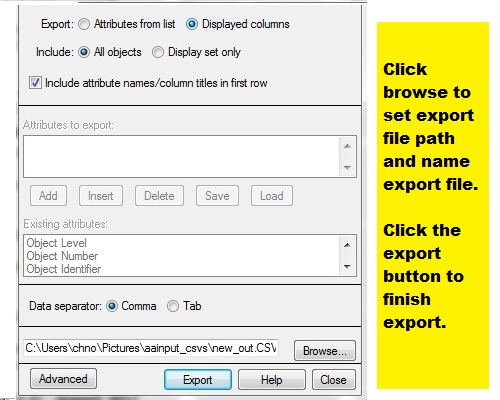 Export: Attributes from list Displayed columns
Include: All objects Display set only
Include attribute names/column titles in first row
Attributes to export:
Add Insert Delete Save Load
Existing attributes:
Object Level
Object Number
Object Identifier
Data separator: Comma Tab
C:\Users\chno\Pictures\aainput_csvs\new_out.CSV Browse...
Advanced Export Help Close
Click
browse to
set export
file path
and name
export file.
Click the
export
button to
finish
export.